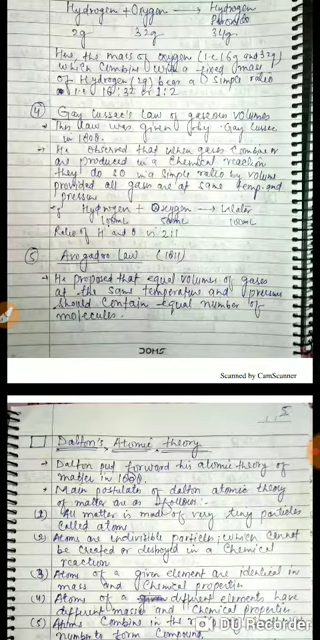 Hydrogen + Oxygen → Hydrogen
Peroxide
2g 32g 34g
Here, the mass of oxygen (i.e 16g and 32g)
which combine with a fixed mass
of Hydrogen (2g) bear a simple ratio
i.e 16:32 or 1:2
④ Gay Lussac's law of gaseous volumes
This law was given by Gay Lussac
in 1808.
→ He observed that when gases combine or
are produced in a chemical reaction
they do so in a simple ratio by volume
provided all gases are at same temp. and
pressure
eg Hydrogen + Oxygen → Water
100mL 50mL 100mL
Ratio of H and O is 2:1
⑤ Avogadro law (1811)
→ He proposed that equal volumes of gases
at the same temperature and pressure
should contain equal number of
molecules.
Scanned by CamScanner
Dalton's Atomic theory
→ Dalton put forward his atomic theory of
matter in 1808.
Main postulate of dalton atomic theory
of matter are as follows:-
All matter is made of very tiny particles
called atoms
2) Atoms are indivisible particles, which cannot
be created or destroyed in a chemical
reaction
3) Atoms of a given element are identical in
mass and chemical properties
(4) Atoms of different elements have
different masses and chemical properties
(5) Atoms combine in the
numbers to form compound
DU Recorder